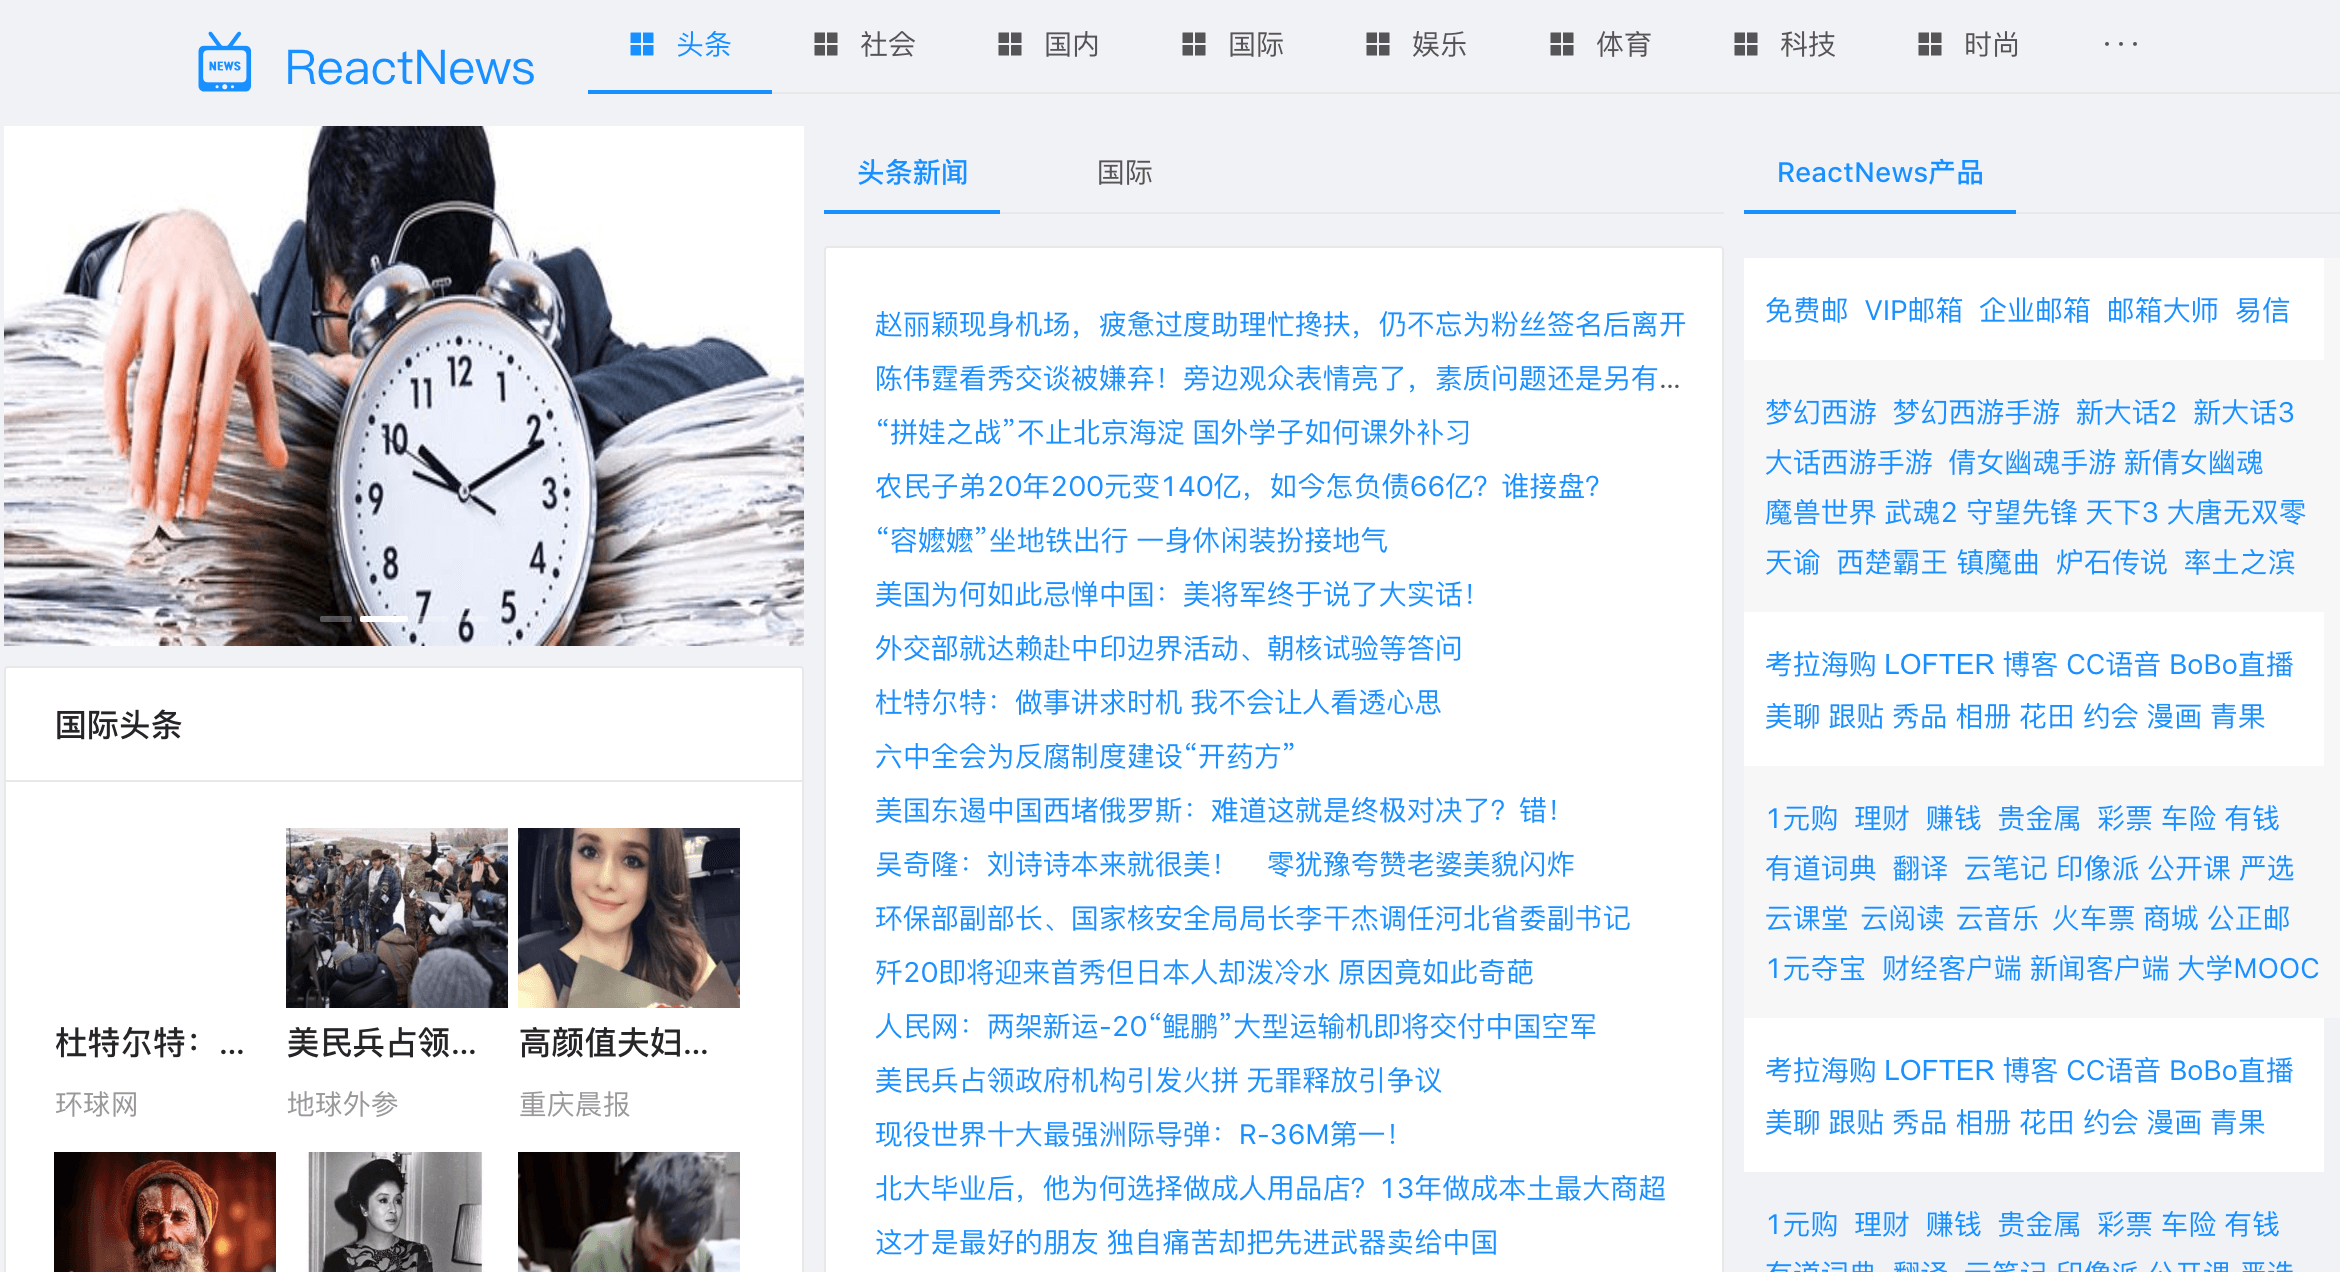 NEWS
ReactNews
头条 社会 国内 国际 娱乐 体育 科技 时尚 ···
12
11 1
10 2
9 3
8 4
7 6 5
国际头条
杜特尔特：... 美民兵占领... 高颜值夫妇...
环球网 地球外参 重庆晨报
头条新闻 国际
赵丽颖现身机场，疲惫过度助理忙搀扶，仍不忘为粉丝签名后离开
陈伟霆看秀交谈被嫌弃！旁边观众表情亮了，素质问题还是另有...
“拼娃之战”不止北京海淀 国外学子如何课外补习
农民子弟20年200元变140亿，如今怎负债66亿？谁接盘？
“容嬷嬷”坐地铁出行 一身休闲装扮接地气
美国为何如此忌惮中国：美将军终于说了大实话！
外交部就达赖赴中印边界活动、朝核试验等答问
杜特尔特：做事讲求时机 我不会让人看透心思
六中全会为反腐制度建设“开药方”
美国东遏中国西堵俄罗斯：难道这就是终极对决了？错！
吴奇隆：刘诗诗本来就很美！ 零犹豫夸赞老婆美貌闪炸
环保部副部长、国家核安全局局长李干杰调任河北省委副书记
歼20即将迎来首秀但日本人却泼冷水 原因竟如此奇葩
人民网：两架新运-20“鲲鹏”大型运输机即将交付中国空军
美民兵占领政府机构引发火拼 无罪释放引争议
现役世界十大最强洲际导弹：R-36M第一！
北大毕业后，他为何选择做成人用品店？13年做成本土最大商超
这才是最好的朋友 独自痛苦却把先进武器卖给中国
ReactNews产品
免费邮 VIP邮箱 企业邮箱 邮箱大师 易信
梦幻西游 梦幻西游手游 新大话2 新大话3
大话西游手游 倩女幽魂手游 新倩女幽魂
魔兽世界 武魂2 守望先锋 天下3 大唐无双零
天谕 西楚霸王 镇魔曲 炉石传说 率土之滨
考拉海购 LOFTER 博客 CC语音 BoBo直播
美聊 跟贴 秀品 相册 花田 约会 漫画 青果
1元购 理财 赚钱 贵金属 彩票 车险 有钱
有道词典 翻译 云笔记 印像派 公开课 严选
云课堂 云阅读 云音乐 火车票 商城 公正邮
1元夺宝 财经客户端 新闻客户端 大学MOOC
考拉海购 LOFTER 博客 CC语音 BoBo直播
美聊 跟贴 秀品 相册 花田 约会 漫画 青果
1元购 理财 赚钱 贵金属 彩票 车险 有钱
有道词典 翻译 云笔记 印像派 公开课 严选